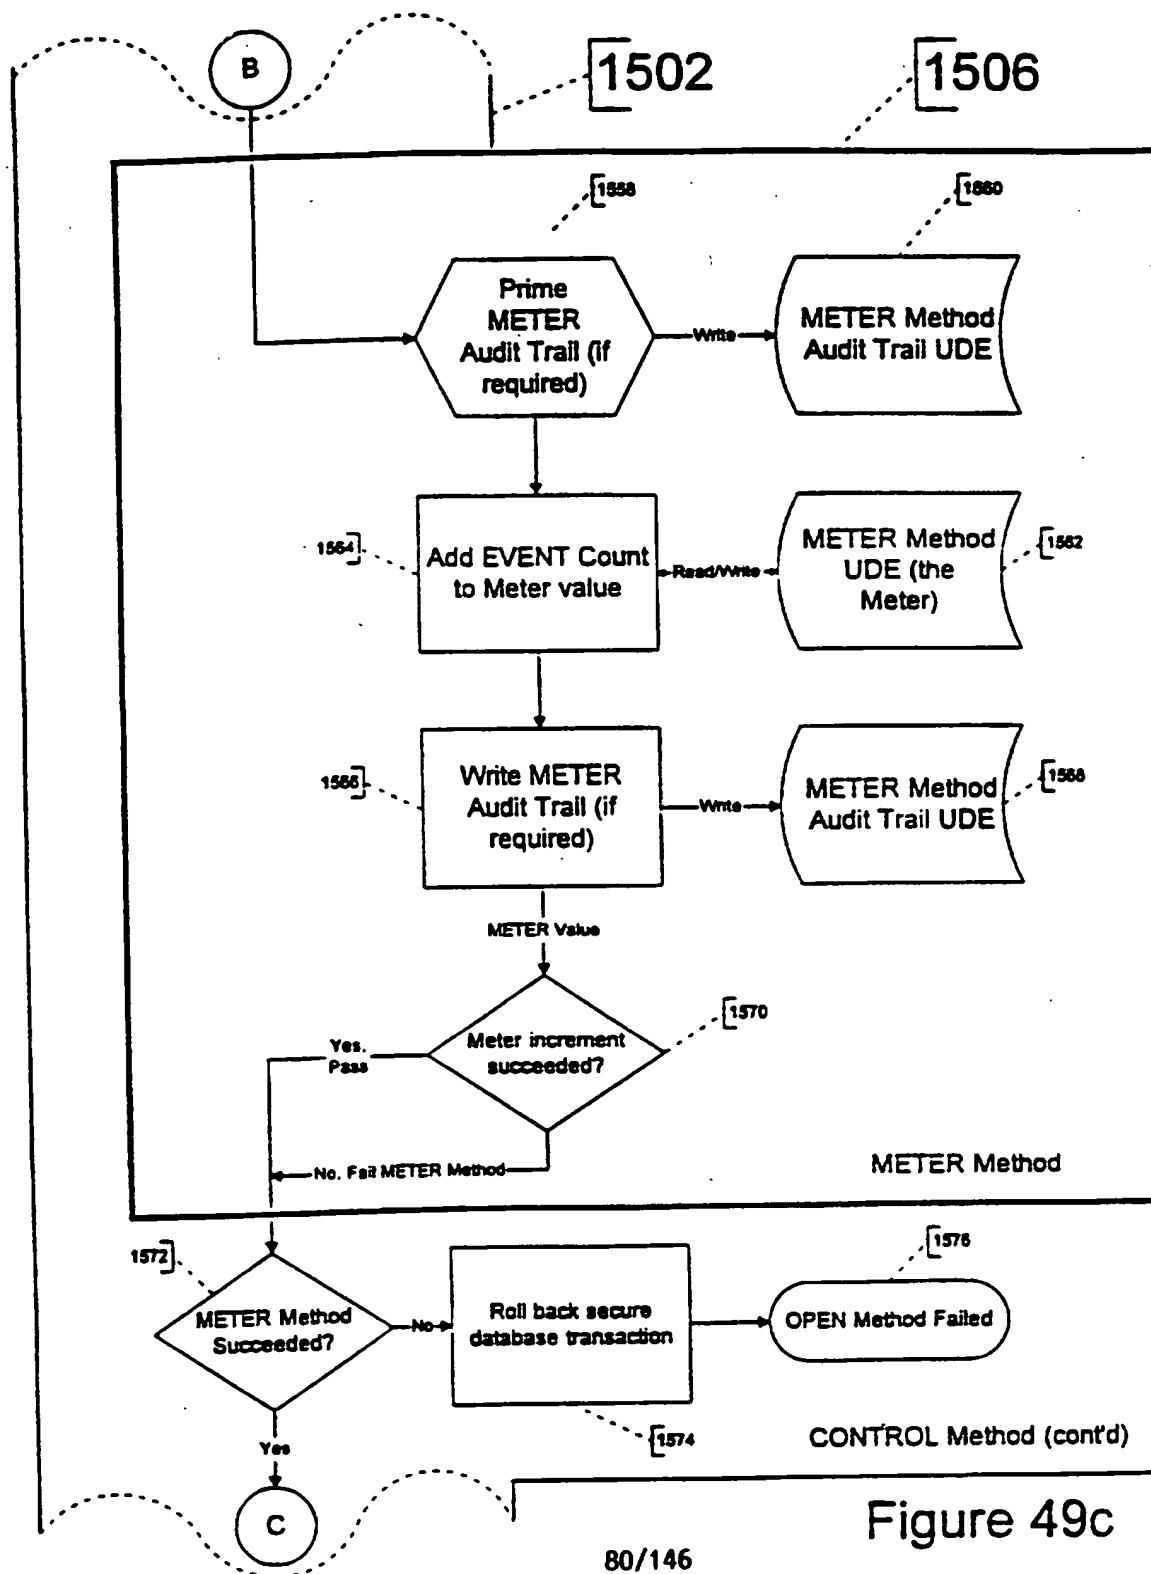 B
1502
1506
1558
1560
Prime
METER
Audit Trail (if
required)
Write
METER Method
Audit Trail UDE
1564
Add EVENT Count
to Meter value
Read/Write
METER Method
UDE (the
Meter)
1562
1566
Write METER
Audit Trail (if
required)
Write
METER Method
Audit Trail UDE
1568
METER Value
1570
Meter increment
succeeded?
Yes.
Pass
No. Fail METER Method
METER Method
1572
METER Method
Succeeded?
No
Roll back secure
database transaction
1576
OPEN Method Failed
1574
Yes
CONTROL Method (cont'd)
C
Figure 49c
80/146